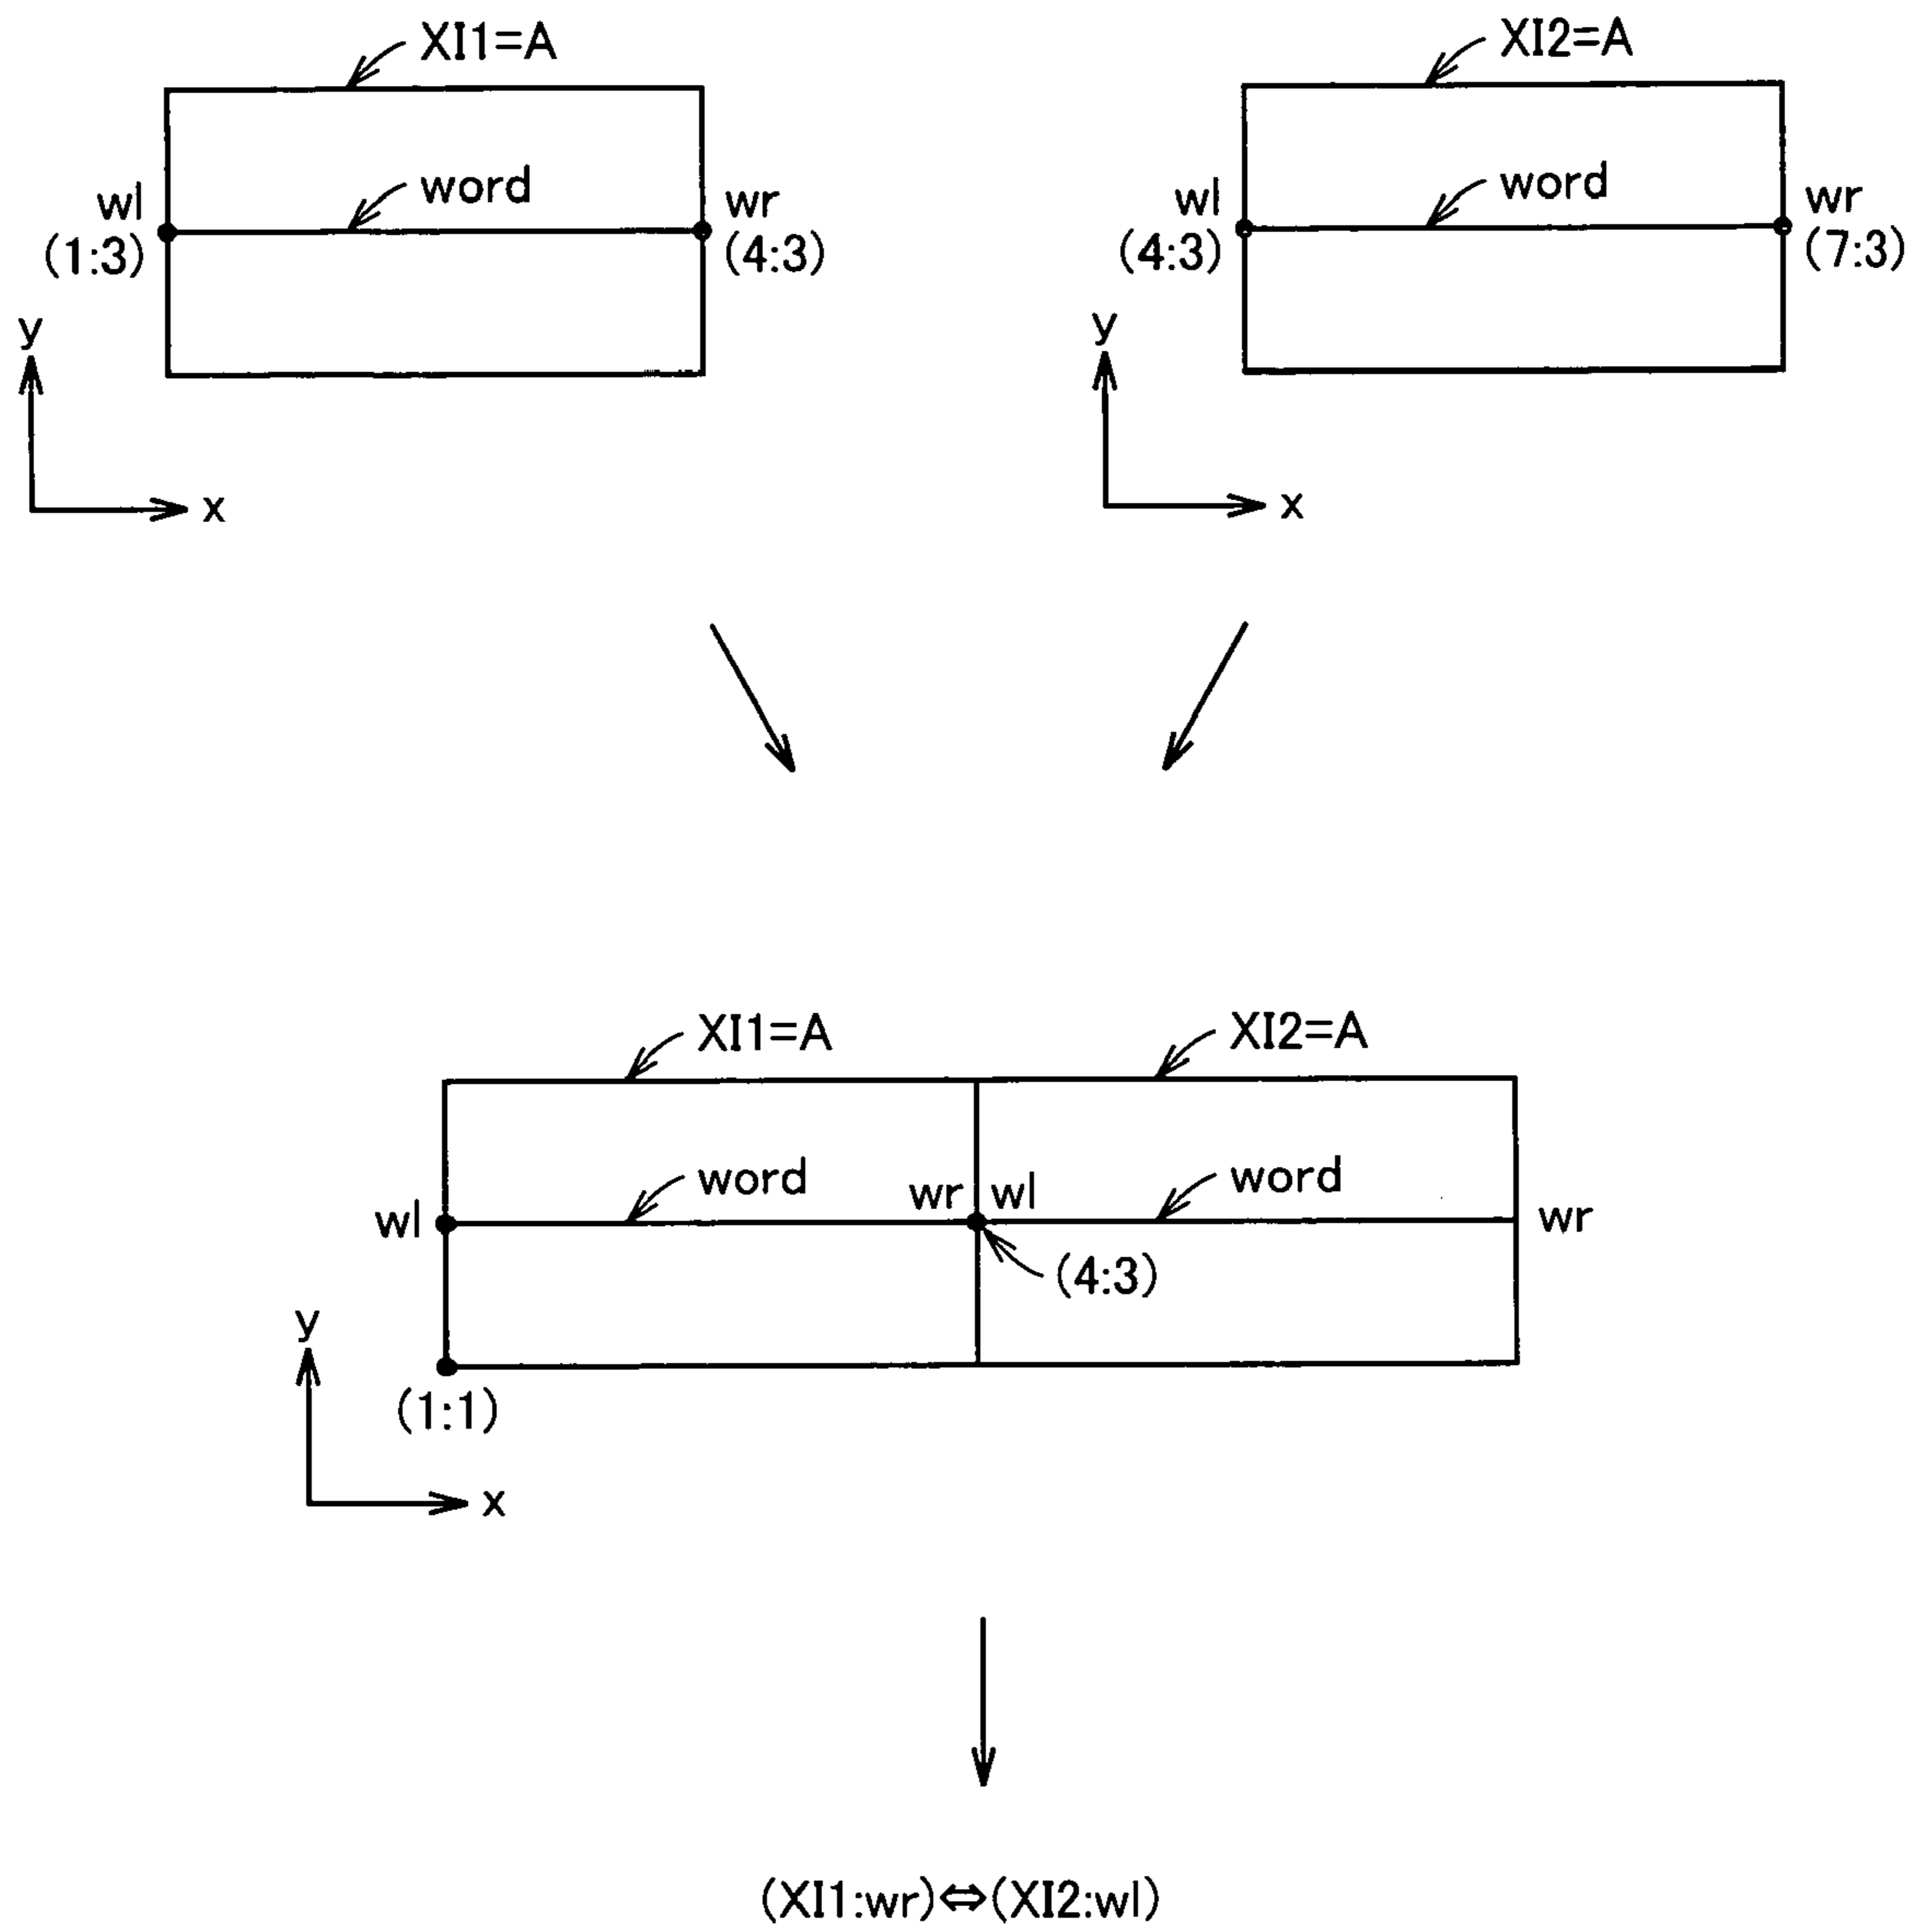 XI1=A
XI2=A
word
word
wl
wr
wl
wr
(1:3)
(4:3)
(4:3)
(7:3)
y
y
x
x
XI1=A
XI2=A
word
word
wl
wr wl
wr
(4:3)
y
(1:1)
x
(XI1:wr)⇔(XI2:wl)